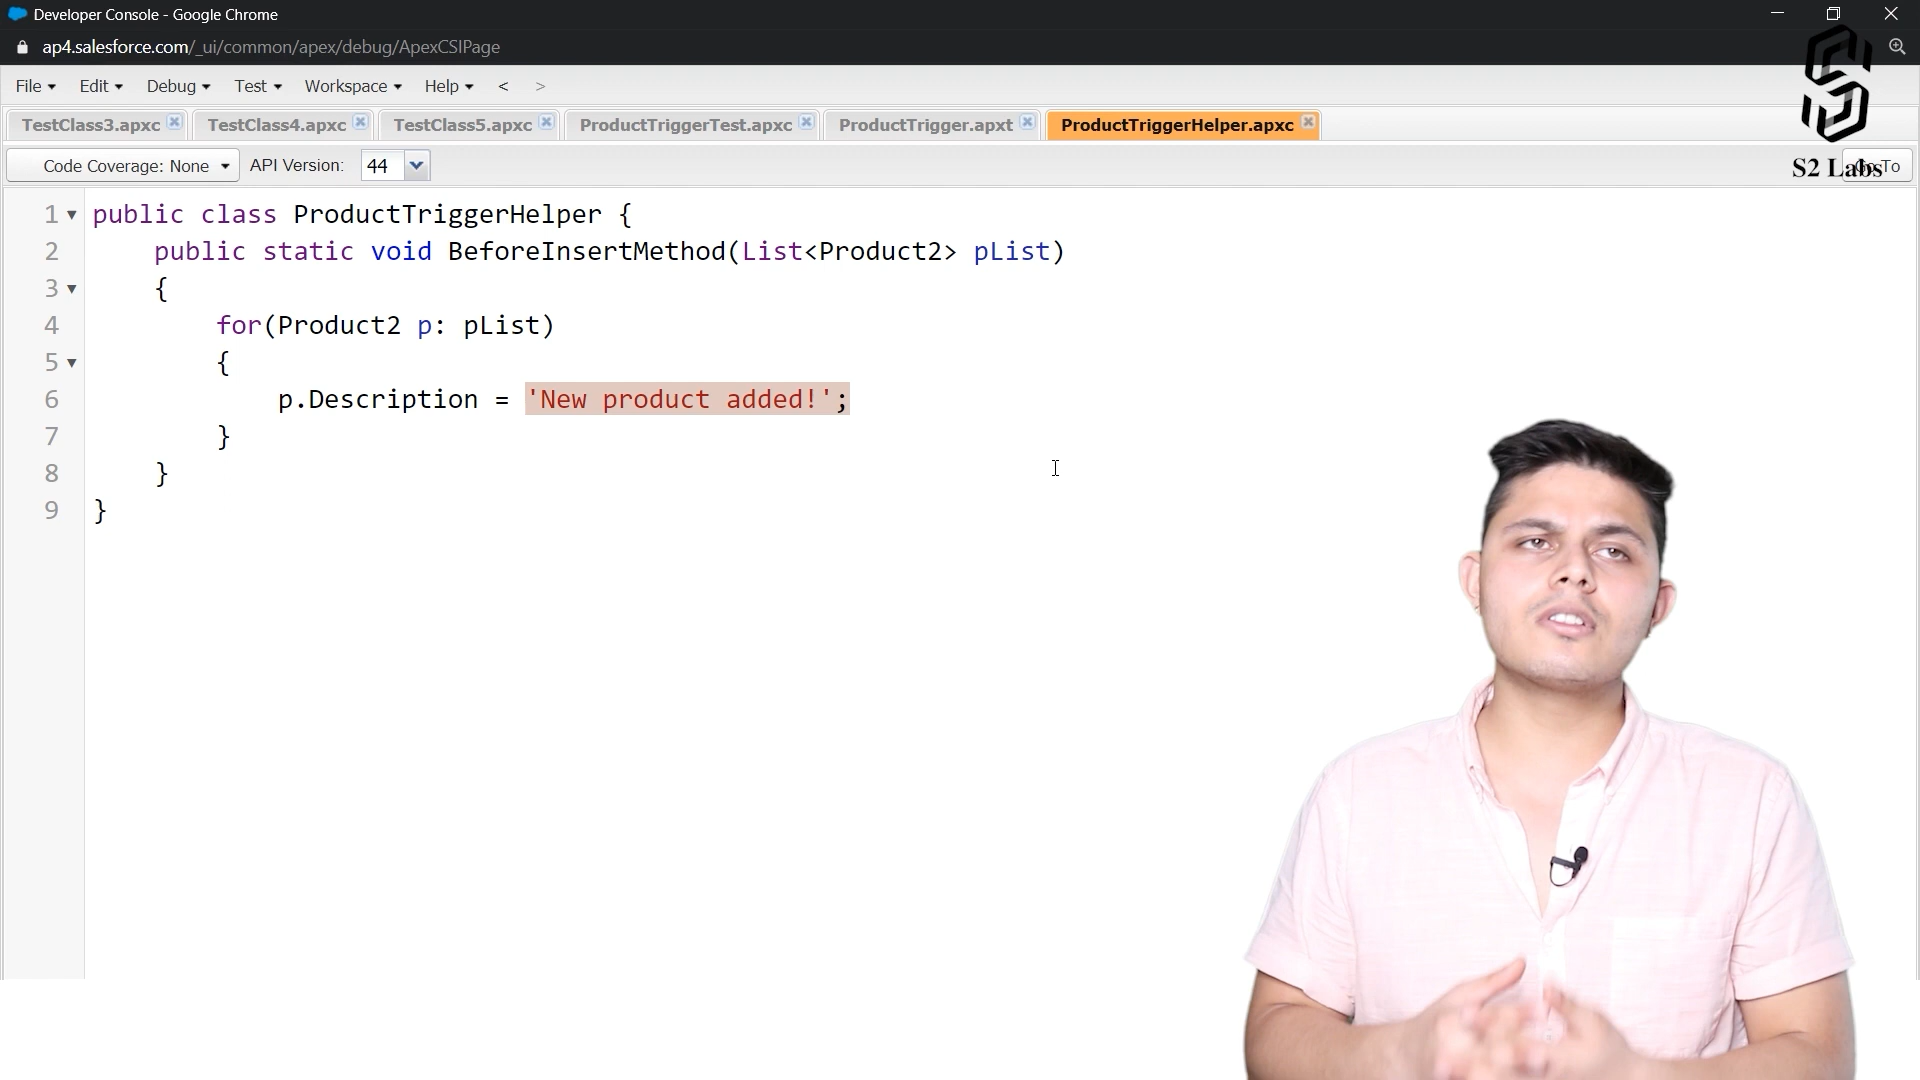 Developer Console - Google Chrome
ap4.salesforce.com/_ui/common/apex/debug/ApexCSIPage
File Edit Debug Test Workspace Help < >
TestClass3.apxc TestClass4.apxc TestClass5.apxc ProductTriggerTest.apxc ProductTrigger.apxt ProductTriggerHelper.apxc
Code Coverage: None API Version: 44 Go To
S2 Labs
1 public class ProductTriggerHelper {
2 public static void BeforeInsertMethod(List<Product2> pList)
3 {
4 for(Product2 p: pList)
5 {
6 p.Description = 'New product added!';
7 }
8 }
9 }